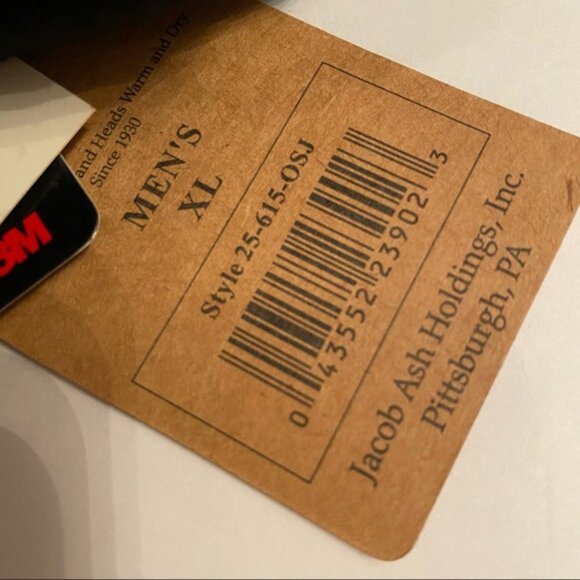 and Heads Warm and Dry
Since 1930
MEN'S
XL
Style 25-615-OSJ
0 43552 23902 3
Jacob Ash Holdings, Inc.
Pittsburgh, PA
3M